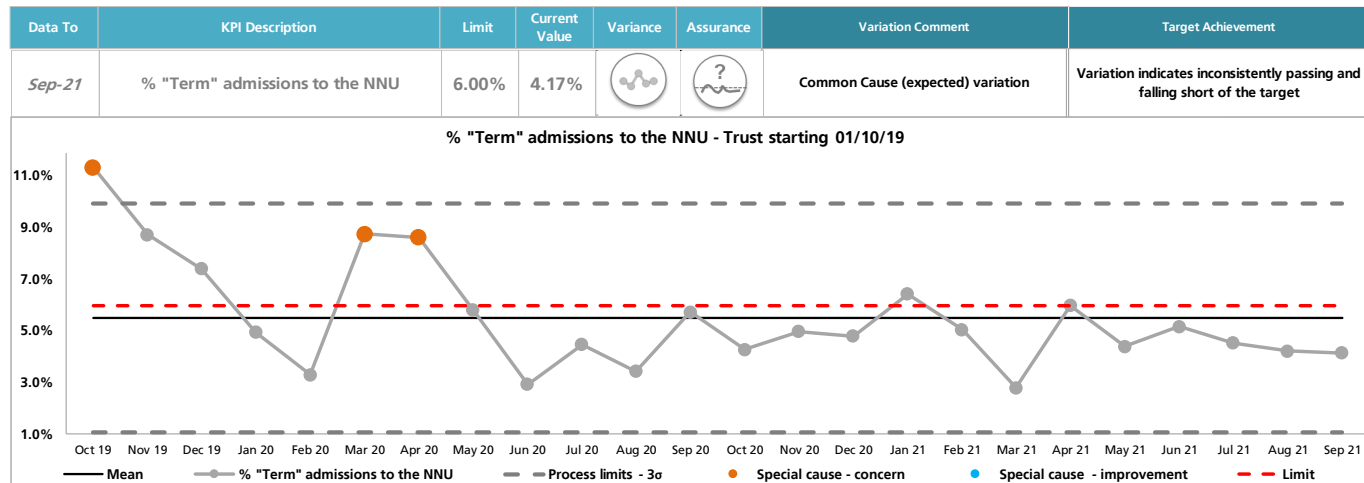 Data To KPI Description Limit Current Value Variance Assurance Variation Comment Target Achievement
Sep-21 % "Term" admissions to the NNU 6.00% 4.17% ? Common Cause (expected) variation Variation indicates inconsistently passing and
falling short of the target
% "Term" admissions to the NNU - Trust starting 01/10/19
11.0%
9.0%
7.0%
5.0%
3.0%
1.0%
Oct 19 Nov 19 Dec 19 Jan 20 Feb 20 Mar 20 Apr 20 May 20 Jun 20 Jul 20 Aug 20 Sep 20 Oct 20 Nov 20 Dec 20 Jan 21 Feb 21 Mar 21 Apr 21 May 21 Jun 21 Jul 21 Aug 21 Sep 21
Mean % "Term" admissions to the NNU Process limits - 3σ Special cause - concern Special cause - improvement Limit